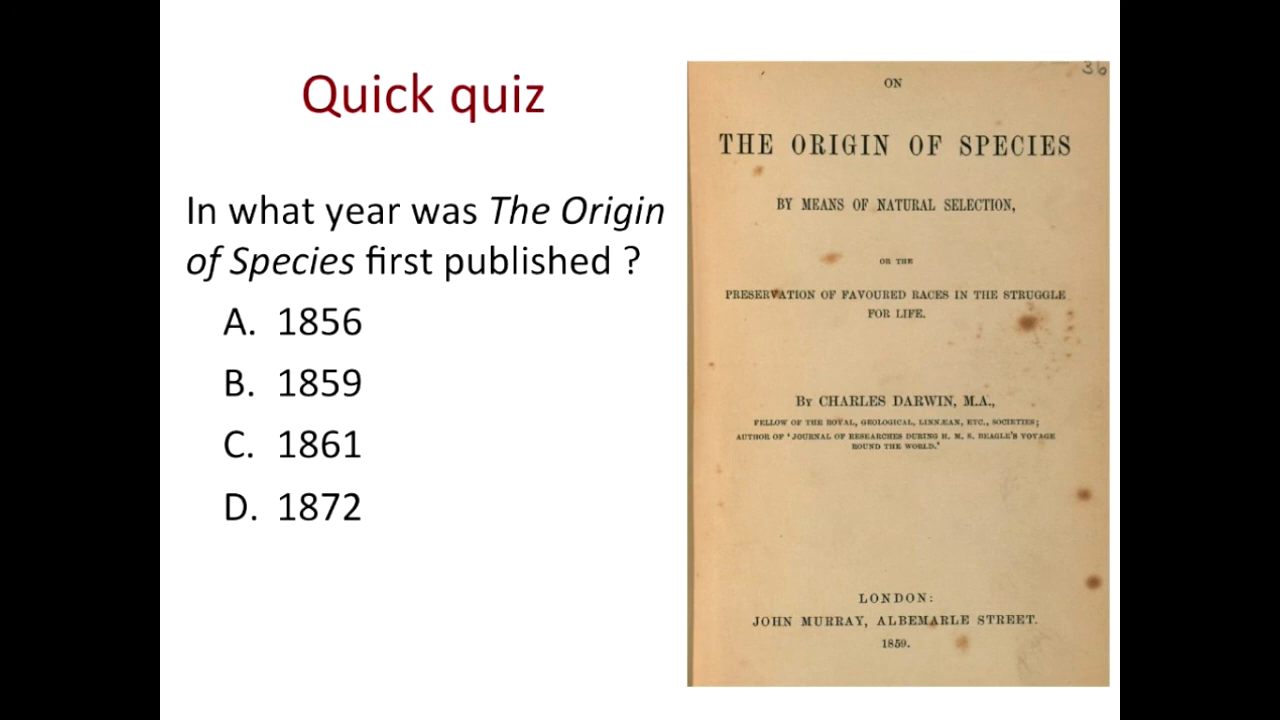 Quick quiz
In what year was The Origin
of Species first published ?
A. 1856
B. 1859
C. 1861
D. 1872
36
ON
THE ORIGIN OF SPECIES
BY MEANS OF NATURAL SELECTION,
OR THE
PRESERVATION OF FAVOURED RACES IN THE STRUGGLE
FOR LIFE.
BY CHARLES DARWIN, M.A.,
FELLOW OF THE ROYAL, GEOLOGICAL, LINNÆAN, ETC., SOCIETIES;
AUTHOR OF 'JOURNAL OF RESEARCHES DURING H. M. S. BEAGLE'S VOYAGE
ROUND THE WORLD.'
LONDON:
JOHN MURRAY, ALBEMARLE STREET.
1859.